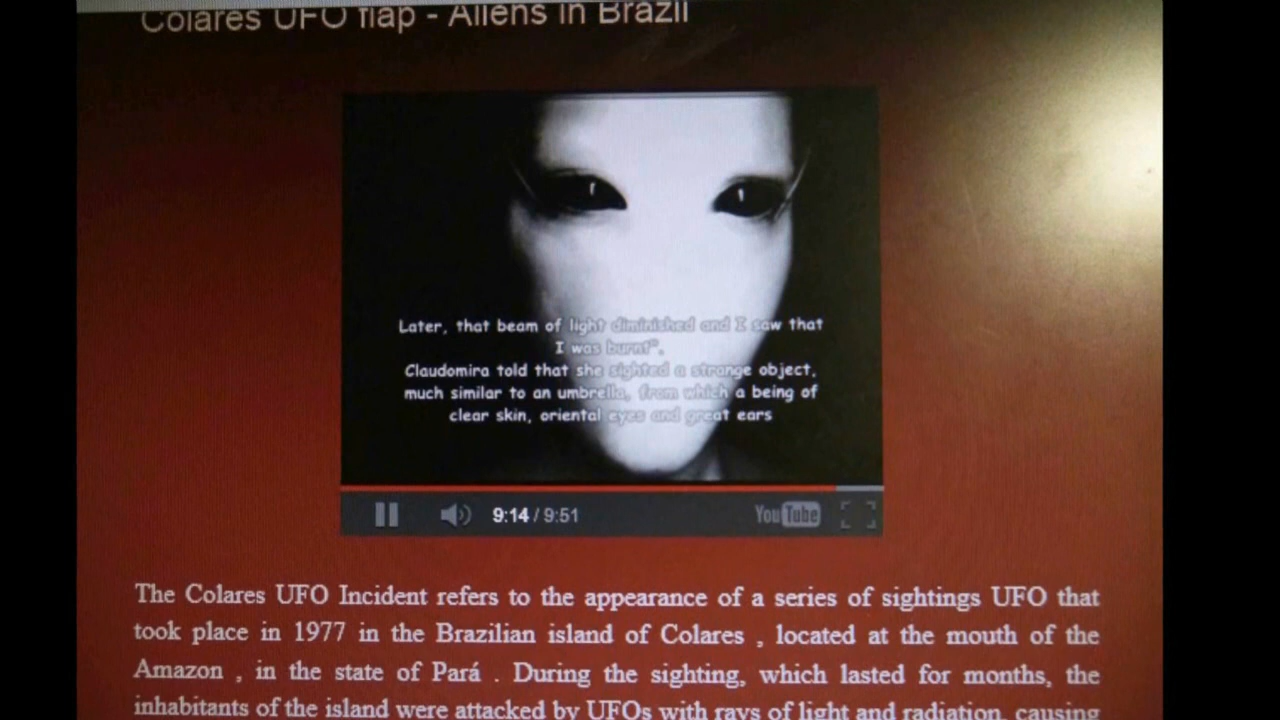 Colares UFO flap - Aliens in Brazil
Later, that beam of light diminished and I saw that
I was burnt".
Claudomira told that she sighted a strange object,
much similar to an umbrella, from which a being of
clear skin, oriental eyes and great ears
9:14 / 9:51
YouTube
The Colares UFO Incident refers to the appearance of a series of sightings UFO that
took place in 1977 in the Brazilian island of Colares , located at the mouth of the
Amazon , in the state of Pará . During the sighting, which lasted for months, the
inhabitants of the island were attacked by UFOs with rays of light and radiation, causing